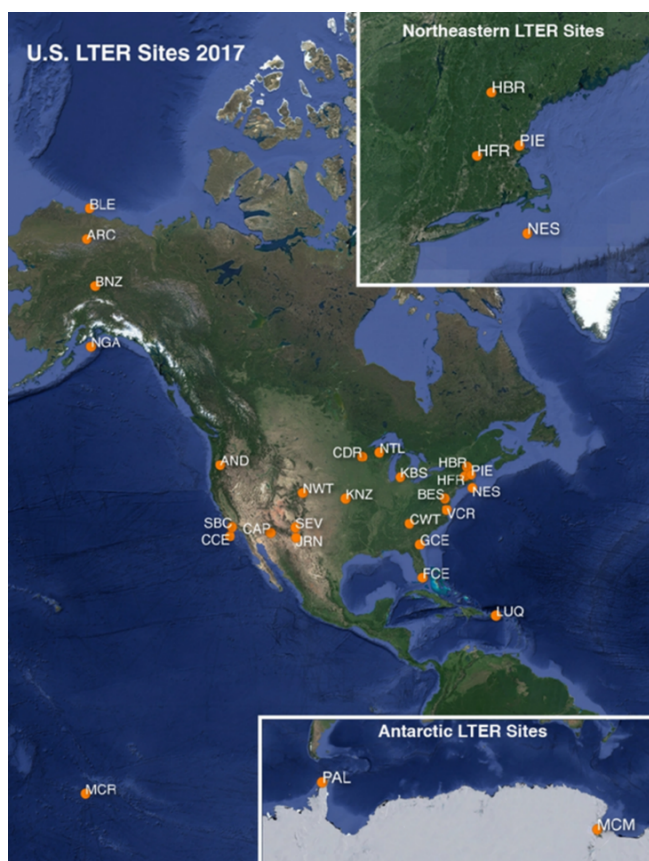 U.S. LTER Sites 2017
Northeastern LTER Sites
HBR
PIE
HFR
NES
BLE
ARC
BNZ
NGA
AND
CDR
NTL
HBR
PIE
KBS
HFR
NWT
KNZ
BES
NES
VCR
SBC
CAP
SEV
CWT
CCE
JRN
GCE
FCE
LUQ
Antarctic LTER Sites
PAL
MCR
MCM